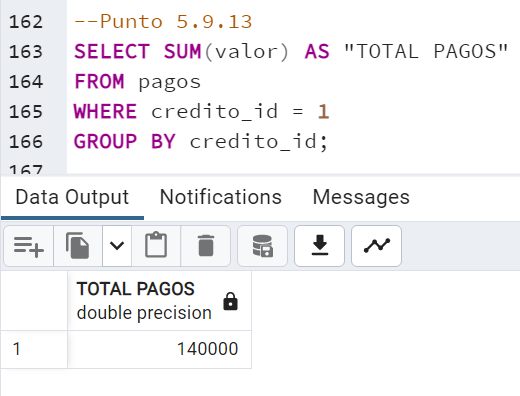 162 --Punto 5.9.13
163 SELECT SUM(valor) AS "TOTAL PAGOS"
164 FROM pagos
165 WHERE credito_id = 1
166 GROUP BY credito_id;
167
Data Output Notifications Messages
TOTAL PAGOS
double precision
1 140000